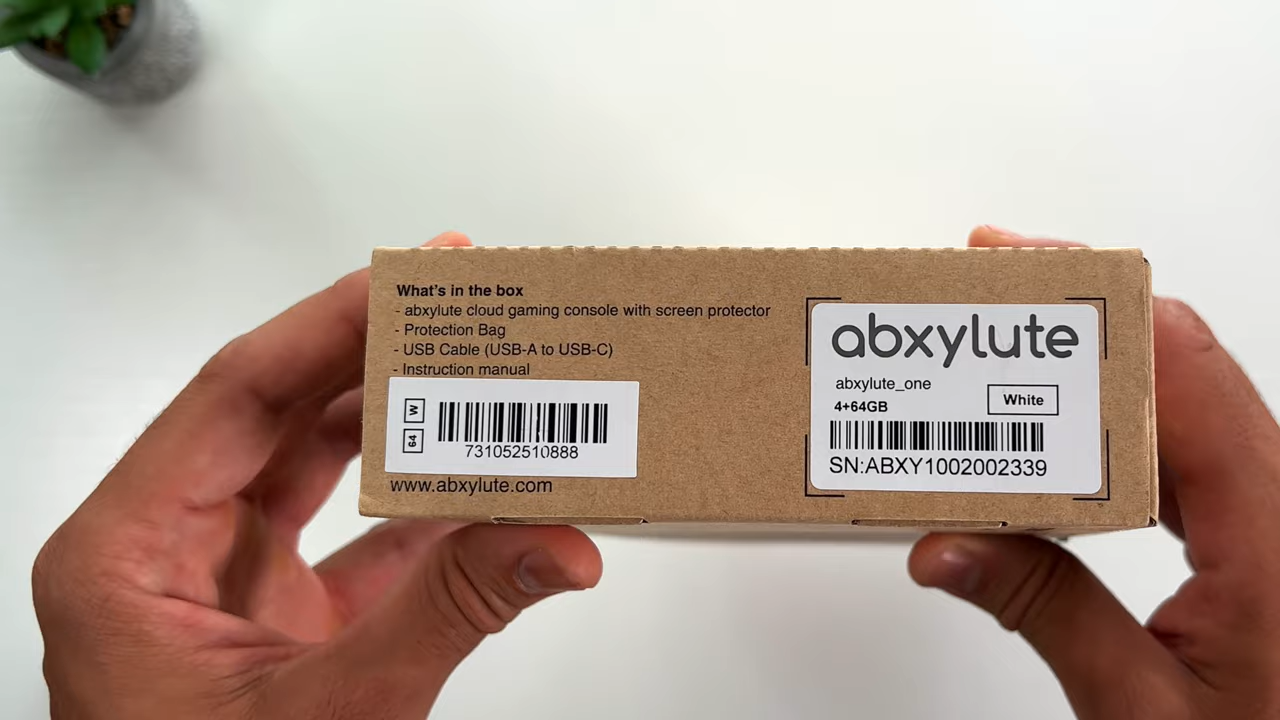 What's in the box
- abxylute cloud gaming console with screen protector
- Protection Bag
- USB Cable (USB-A to USB-C)
- Instruction manual
W
64
731052510888
www.abxylute.com
abxylute
abxylute_one
4+64GB
White
SN:ABXY1002002339